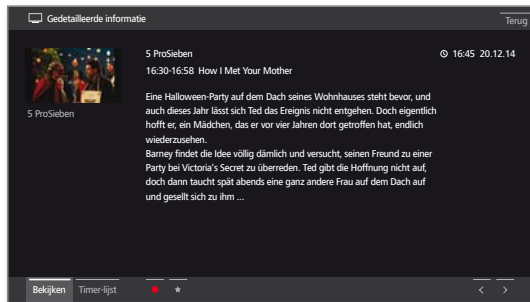 Gedetailleerde informatie
Terug
5 ProSieben
16:45 20.12.14
16:30-16:58 How I Met Your Mother
5 ProSieben
Eine Halloween-Party auf dem Dach seines Wohnhauses steht bevor, und
auch dieses Jahr lässt sich Ted das Ereignis nicht entgehen. Doch eigentlich
hofft er, ein Mädchen, das er vor vier Jahren dort getroffen hat, endlich
wiederzusehen.
Barney findet die Idee völlig dämlich und versucht, seinen Freund zu einer
Party bei Victoria's Secret zu überreden. Ted gibt die Hoffnung nicht auf,
doch dann taucht spät abends eine ganz andere Frau auf dem Dach auf
und gesellt sich zu ihm ...
Bekijken Timer-lijst